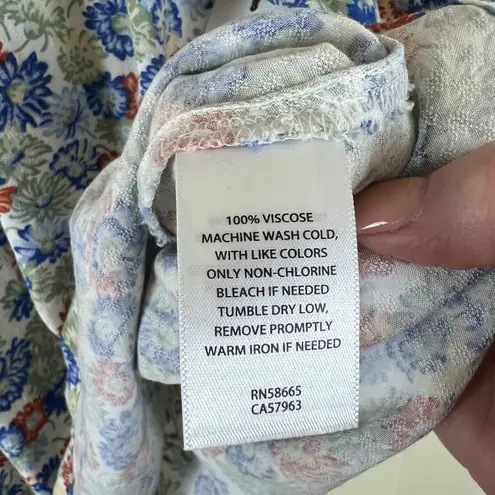 100% VISCOSE
MACHINE WASH COLD,
WITH LIKE COLORS
ONLY NON-CHLORINE
BLEACH IF NEEDED
TUMBLE DRY LOW,
REMOVE PROMPTLY
WARM IRON IF NEEDED
RN58665
CA57963